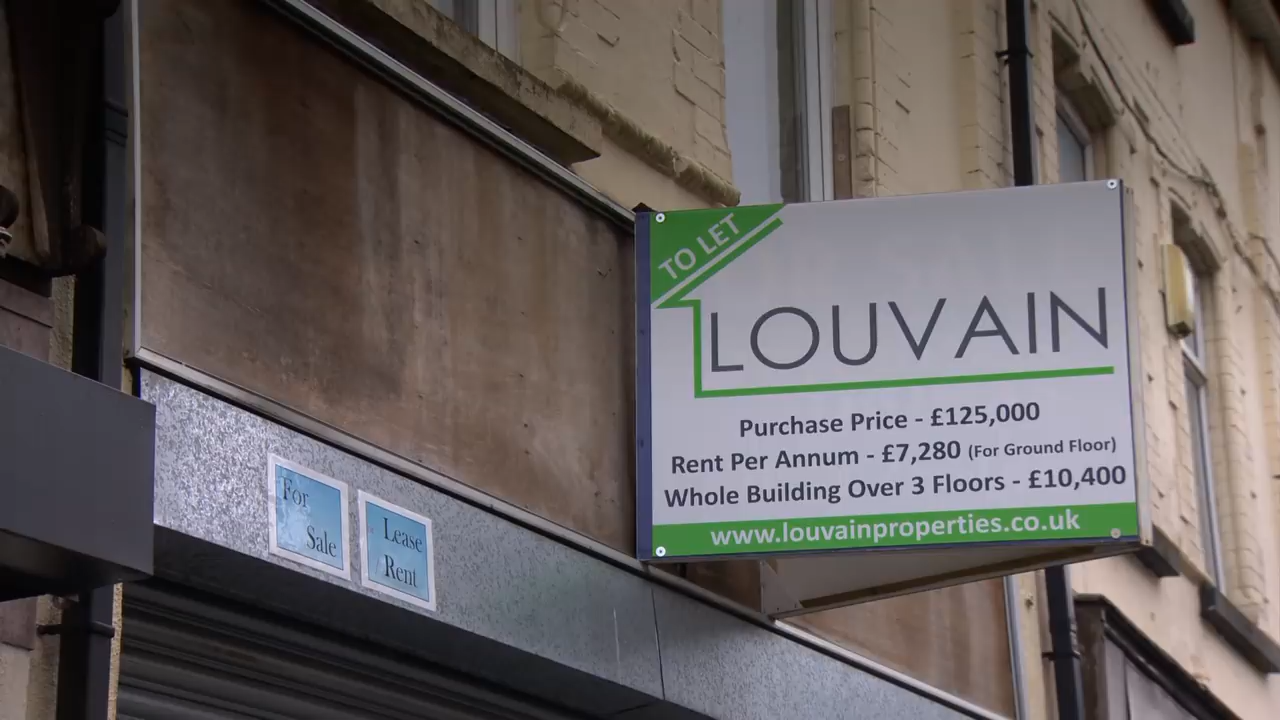 TO LET
LOUVAIN
Purchase Price - £125,000
Rent Per Annum - £7,280 (For Ground Floor)
Whole Building Over 3 Floors - £10,400
www.louvainproperties.co.uk
For
Sale
Lease
Rent